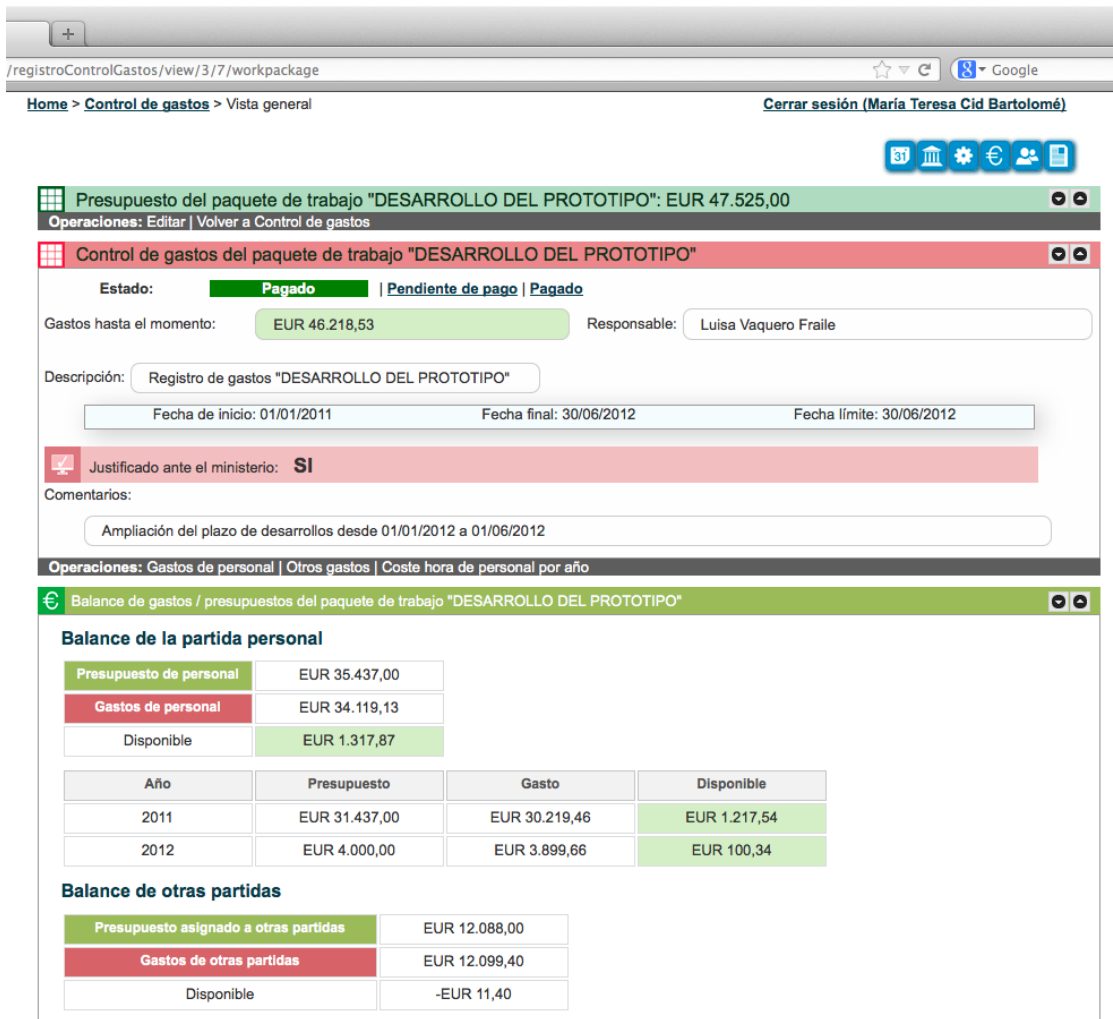 +
/registroControlGastos/view/3/7/workpackage
8 Google
Home > Control de gastos > Vista general
Cerrar sesión (María Teresa Cid Bartolomé)
31 €
Presupuesto del paquete de trabajo "DESARROLLO DEL PROTOTIPO": EUR 47.525,00
Operaciones: Editar | Volver a Control de gastos
Control de gastos del paquete de trabajo "DESARROLLO DEL PROTOTIPO"
Estado: Pagado | Pendiente de pago | Pagado
Gastos hasta el momento: EUR 46.218,53 Responsable: Luisa Vaquero Fraile
Descripción: Registro de gastos "DESARROLLO DEL PROTOTIPO"
Fecha de inicio: 01/01/2011 Fecha final: 30/06/2012 Fecha límite: 30/06/2012
Justificado ante el ministerio: SI
Comentarios:
Ampliación del plazo de desarrollos desde 01/01/2012 a 01/06/2012
Operaciones: Gastos de personal | Otros gastos | Coste hora de personal por año
€ Balance de gastos / presupuestos del paquete de trabajo "DESARROLLO DEL PROTOTIPO"
Balance de la partida personal
Presupuesto de personal EUR 35.437,00
Gastos de personal EUR 34.119,13
Disponible EUR 1.317,87
Año Presupuesto Gasto Disponible
2011 EUR 31.437,00 EUR 30.219,46 EUR 1.217,54
2012 EUR 4.000,00 EUR 3.899,66 EUR 100,34
Balance de otras partidas
Presupuesto asignado a otras partidas EUR 12.088,00
Gastos de otras partidas EUR 12.099,40
Disponible -EUR 11,40